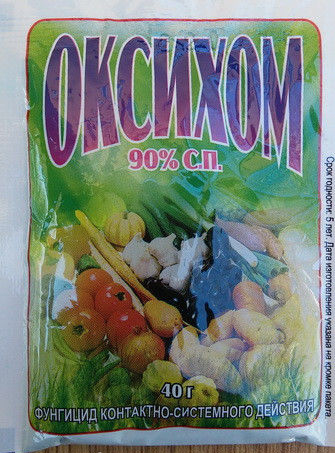 ОКСИХОМ
90% С.П.
Срок годности: 5 лет. Дата изготовления указана на кромке пакета
40 г
ФУНГИЦИД КОНТАКТНО-СИСТЕМНОГО ДЕЙСТВИЯ